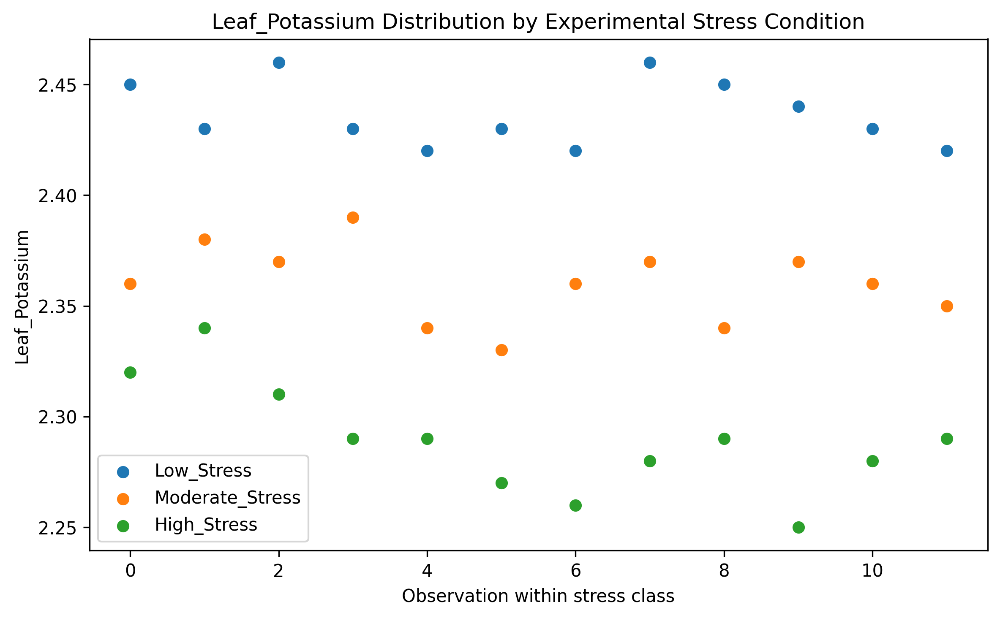 Leaf_Potassium Distribution by Experimental Stress Condition
Leaf_Potassium
2.45
2.40
2.35
2.30
2.25
Low_Stress
Moderate_Stress
High_Stress
0 2 4 6 8 10
Observation within stress class